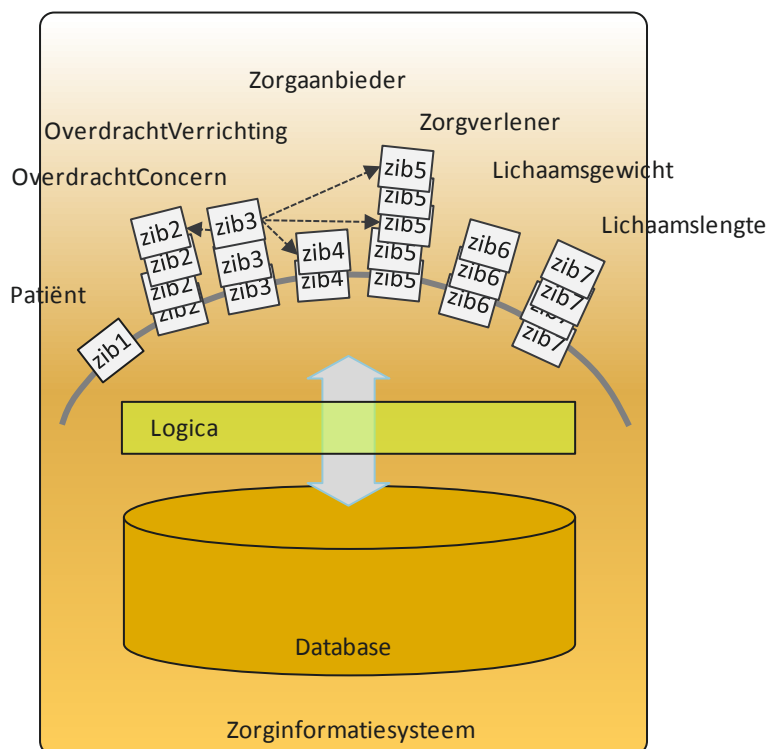 Zorgaanbieder
OverdrachtVerrichting
Zorgverlener
OverdrachtConcern
Lichaamsgewicht
Lichaamslengte
Patiënt
zib1
zib2
zib2
zib2
zib2
zib3
zib3
zib3
zib4
zib4
zib5
zib5
zib5
zib5
zib5
zib6
zib6
zib6
zib7
zib7
zib7
Logica
Database
Zorginformatiesysteem